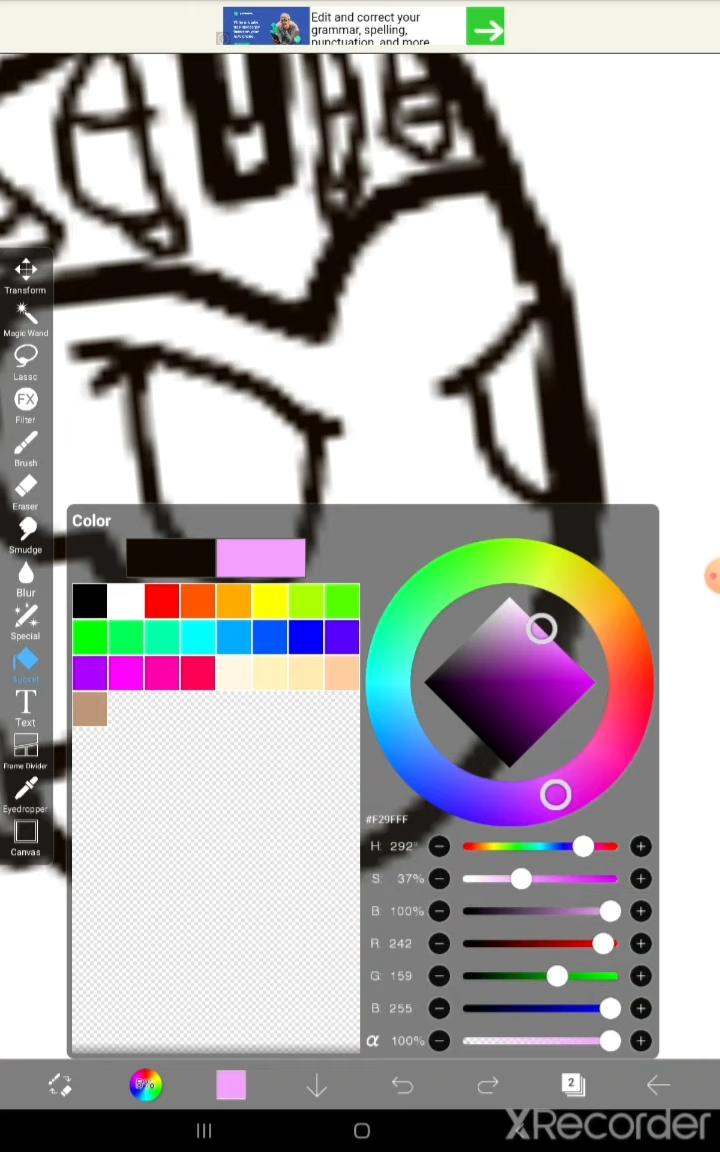 Edit and correct your
grammar, spelling,
punctuation, and more
Transform
Magic Wand
Lasso
FX
Filter
Brush
Eraser
Smudge
Blur
Special
Bucket
T
Text
Frame Divider
Eyedropper
Canvas
Color
#F29FFF
H: 292°
S: 37%
B: 100%
R: 242
G: 159
B: 255
α 100%
2
XRecorder